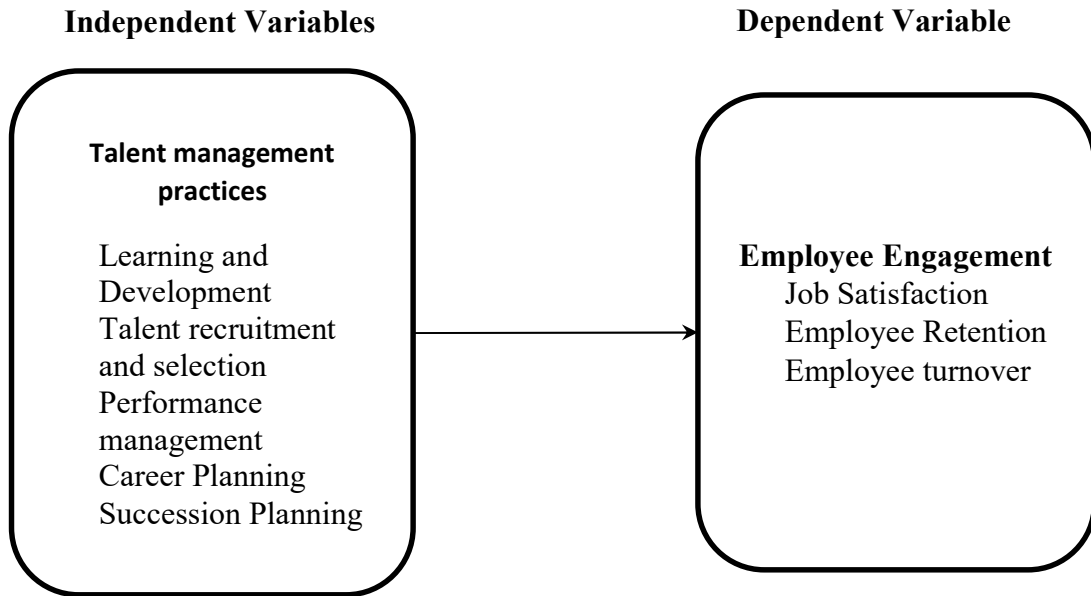 Independent Variables
Dependent Variable
Talent management
practices
Learning and
Development
Talent recruitment
and selection
Performance
management
Career Planning
Succession Planning
Employee Engagement
Job Satisfaction
Employee Retention
Employee turnover